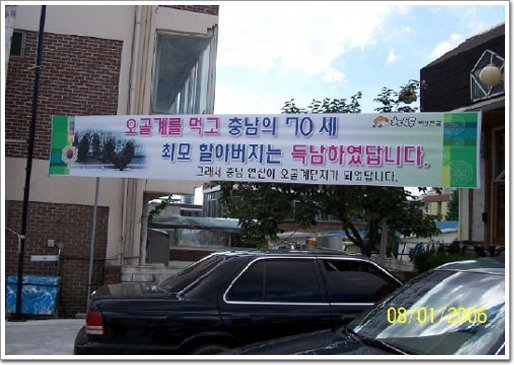 오골계를 먹고 충남의 70 세
최모 할아버지는 득남하였답니다.
그래서 충남 연산이 오골계단지가 되었답니다.
08/01/2006